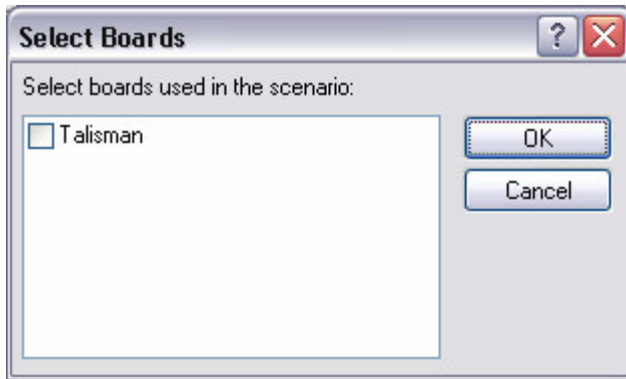 Select Boards
Select boards used in the scenario:
Talisman
OK
Cancel